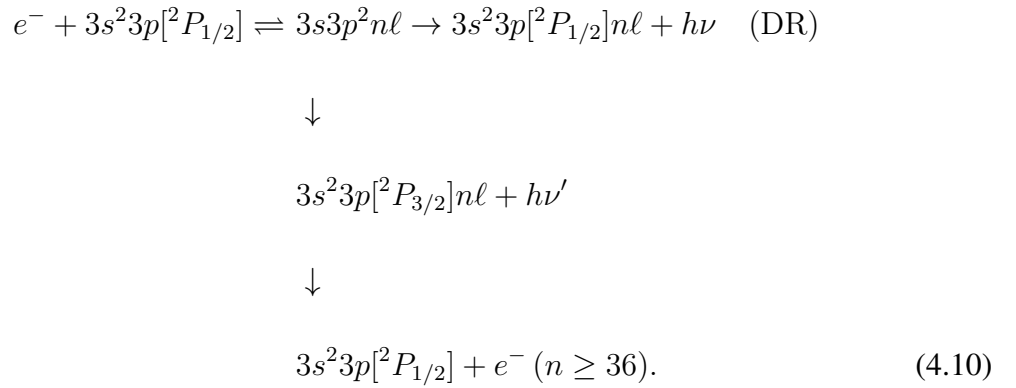 e⁻ + 3s²3p[²P₁/₂] ⇌ 3s3p²nℓ → 3s²3p[²P₁/₂]nℓ + hν (DR)
↓
3s²3p[²P₃/₂]nℓ + hν′
↓
3s²3p[²P₁/₂] + e⁻ (n ≥ 36). (4.10)